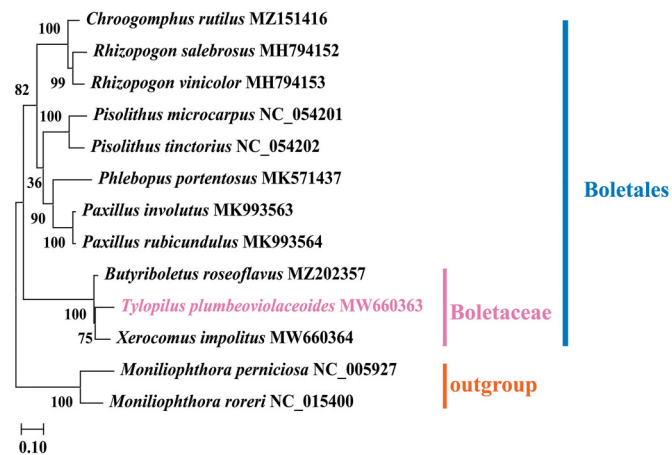 Chroogomphus rutilus MZ151416
100
Rhizopogon salebrosus MH794152
99
Rhizopogon vinicolor MH794153
82
100
Pisolithus microcarpus NC_054201
Pisolithus tinctorius NC_054202
36
Phlebopus portentosus MK571437
Boletales
90
Paxillus involutus MK993563
100
Paxillus rubicundulus MK993564
Butyriboletus roseoflavus MZ202357
Tylopilus plumbeoviolaceoides MW660363
Boletaceae
100
75
Xerocomus impolitus MW660364
Moniliophthora perniciosa NC_005927
outgroup
100
Moniliophthora roreri NC_015400
0.10